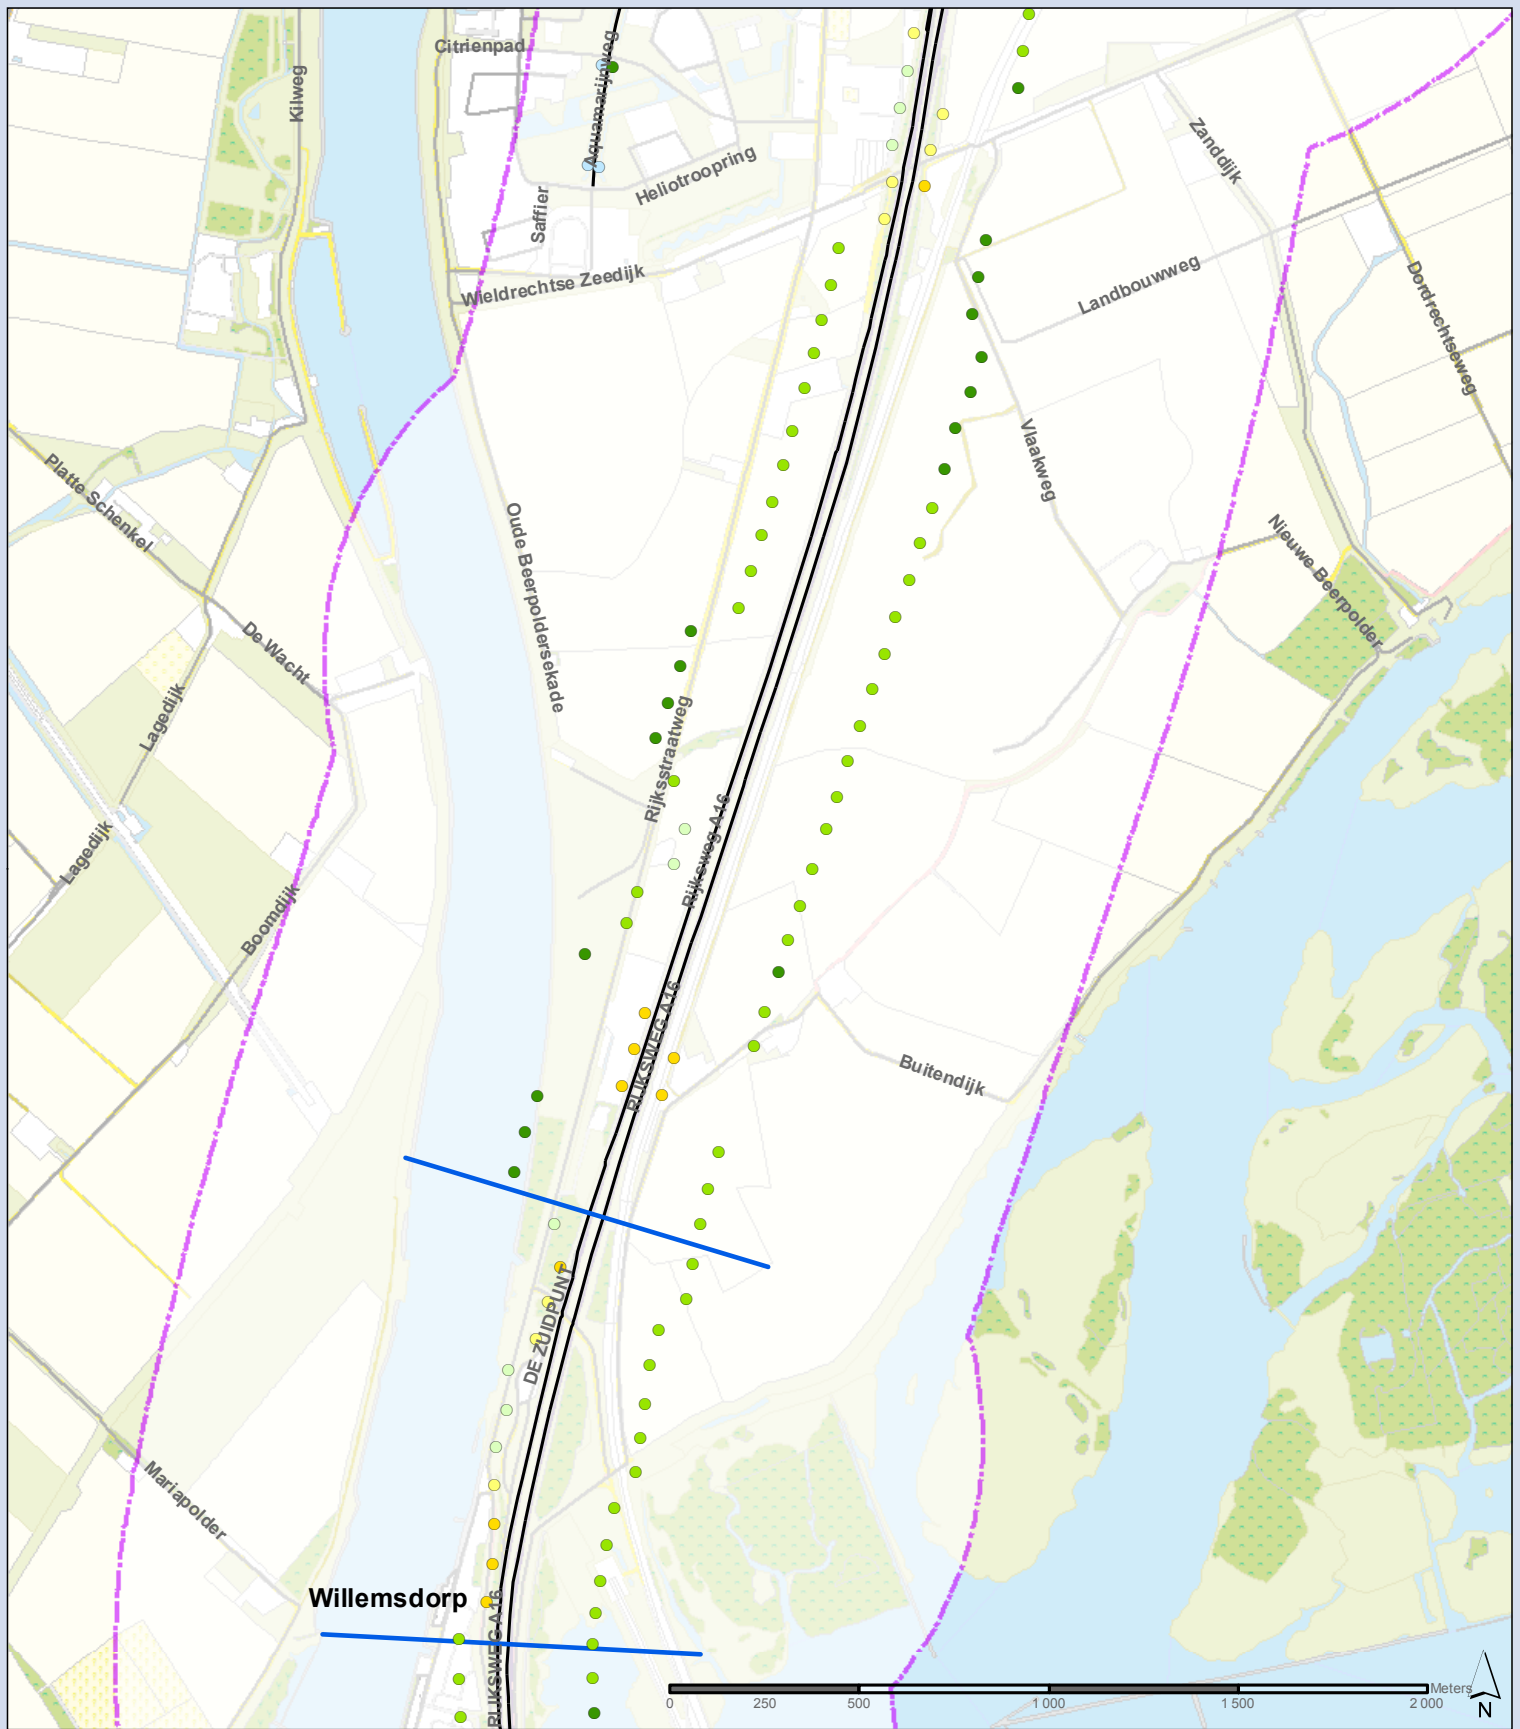 Citrienpad
Kilweg
Aquamarijnweg
Heliotroopring
Saffier
Zanddijk
Wieldrechtse Zeedijk
Landbouwweg
Dordrechtseweg
Platte Schenkel
Vlaakweg
Oude Beerpoldersekade
Nieuwe Beerpolder
De Wacht
Lagedijk
Rijksstraatweg
Lagedijk
Rijksweg A16
Boomdijk
RIJKSWEG A16
Buitendijk
DE ZUIDPUNT
Mariapolder
Willemsdorp
RIJKSWEG A16
Meters
0 250 500 1 000 1 500 2 000
N